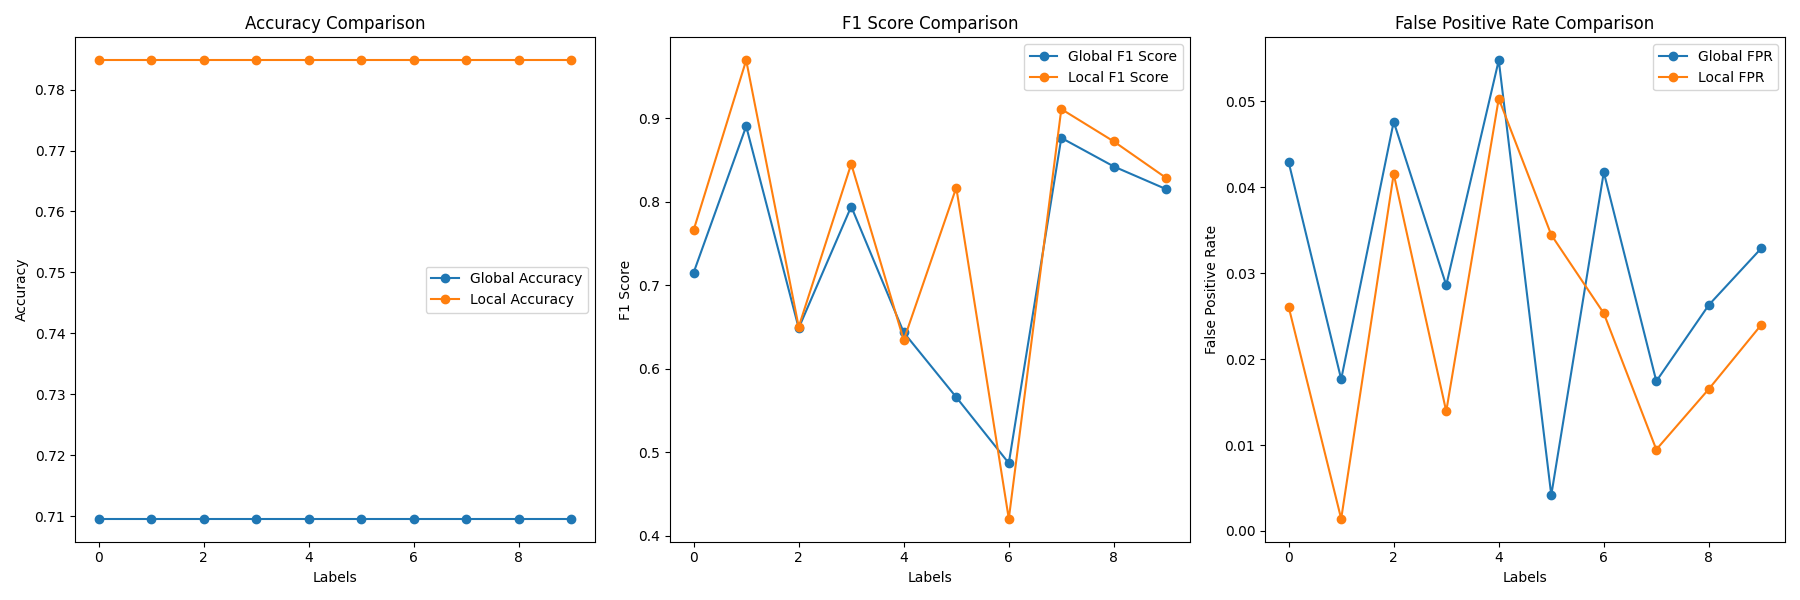 Accuracy Comparison
0.78
0.77
0.76
0.75
0.74
0.73
0.72
0.71
Accuracy
Global Accuracy
Local Accuracy
0 2 4 6 8
Labels
F1 Score Comparison
0.9
0.8
0.7
0.6
0.5
0.4
F1 Score
Global F1 Score
Local F1 Score
0 2 4 6 8
Labels
False Positive Rate Comparison
0.05
0.04
0.03
0.02
0.01
0.00
False Positive Rate
Global FPR
Local FPR
0 2 4 6 8
Labels